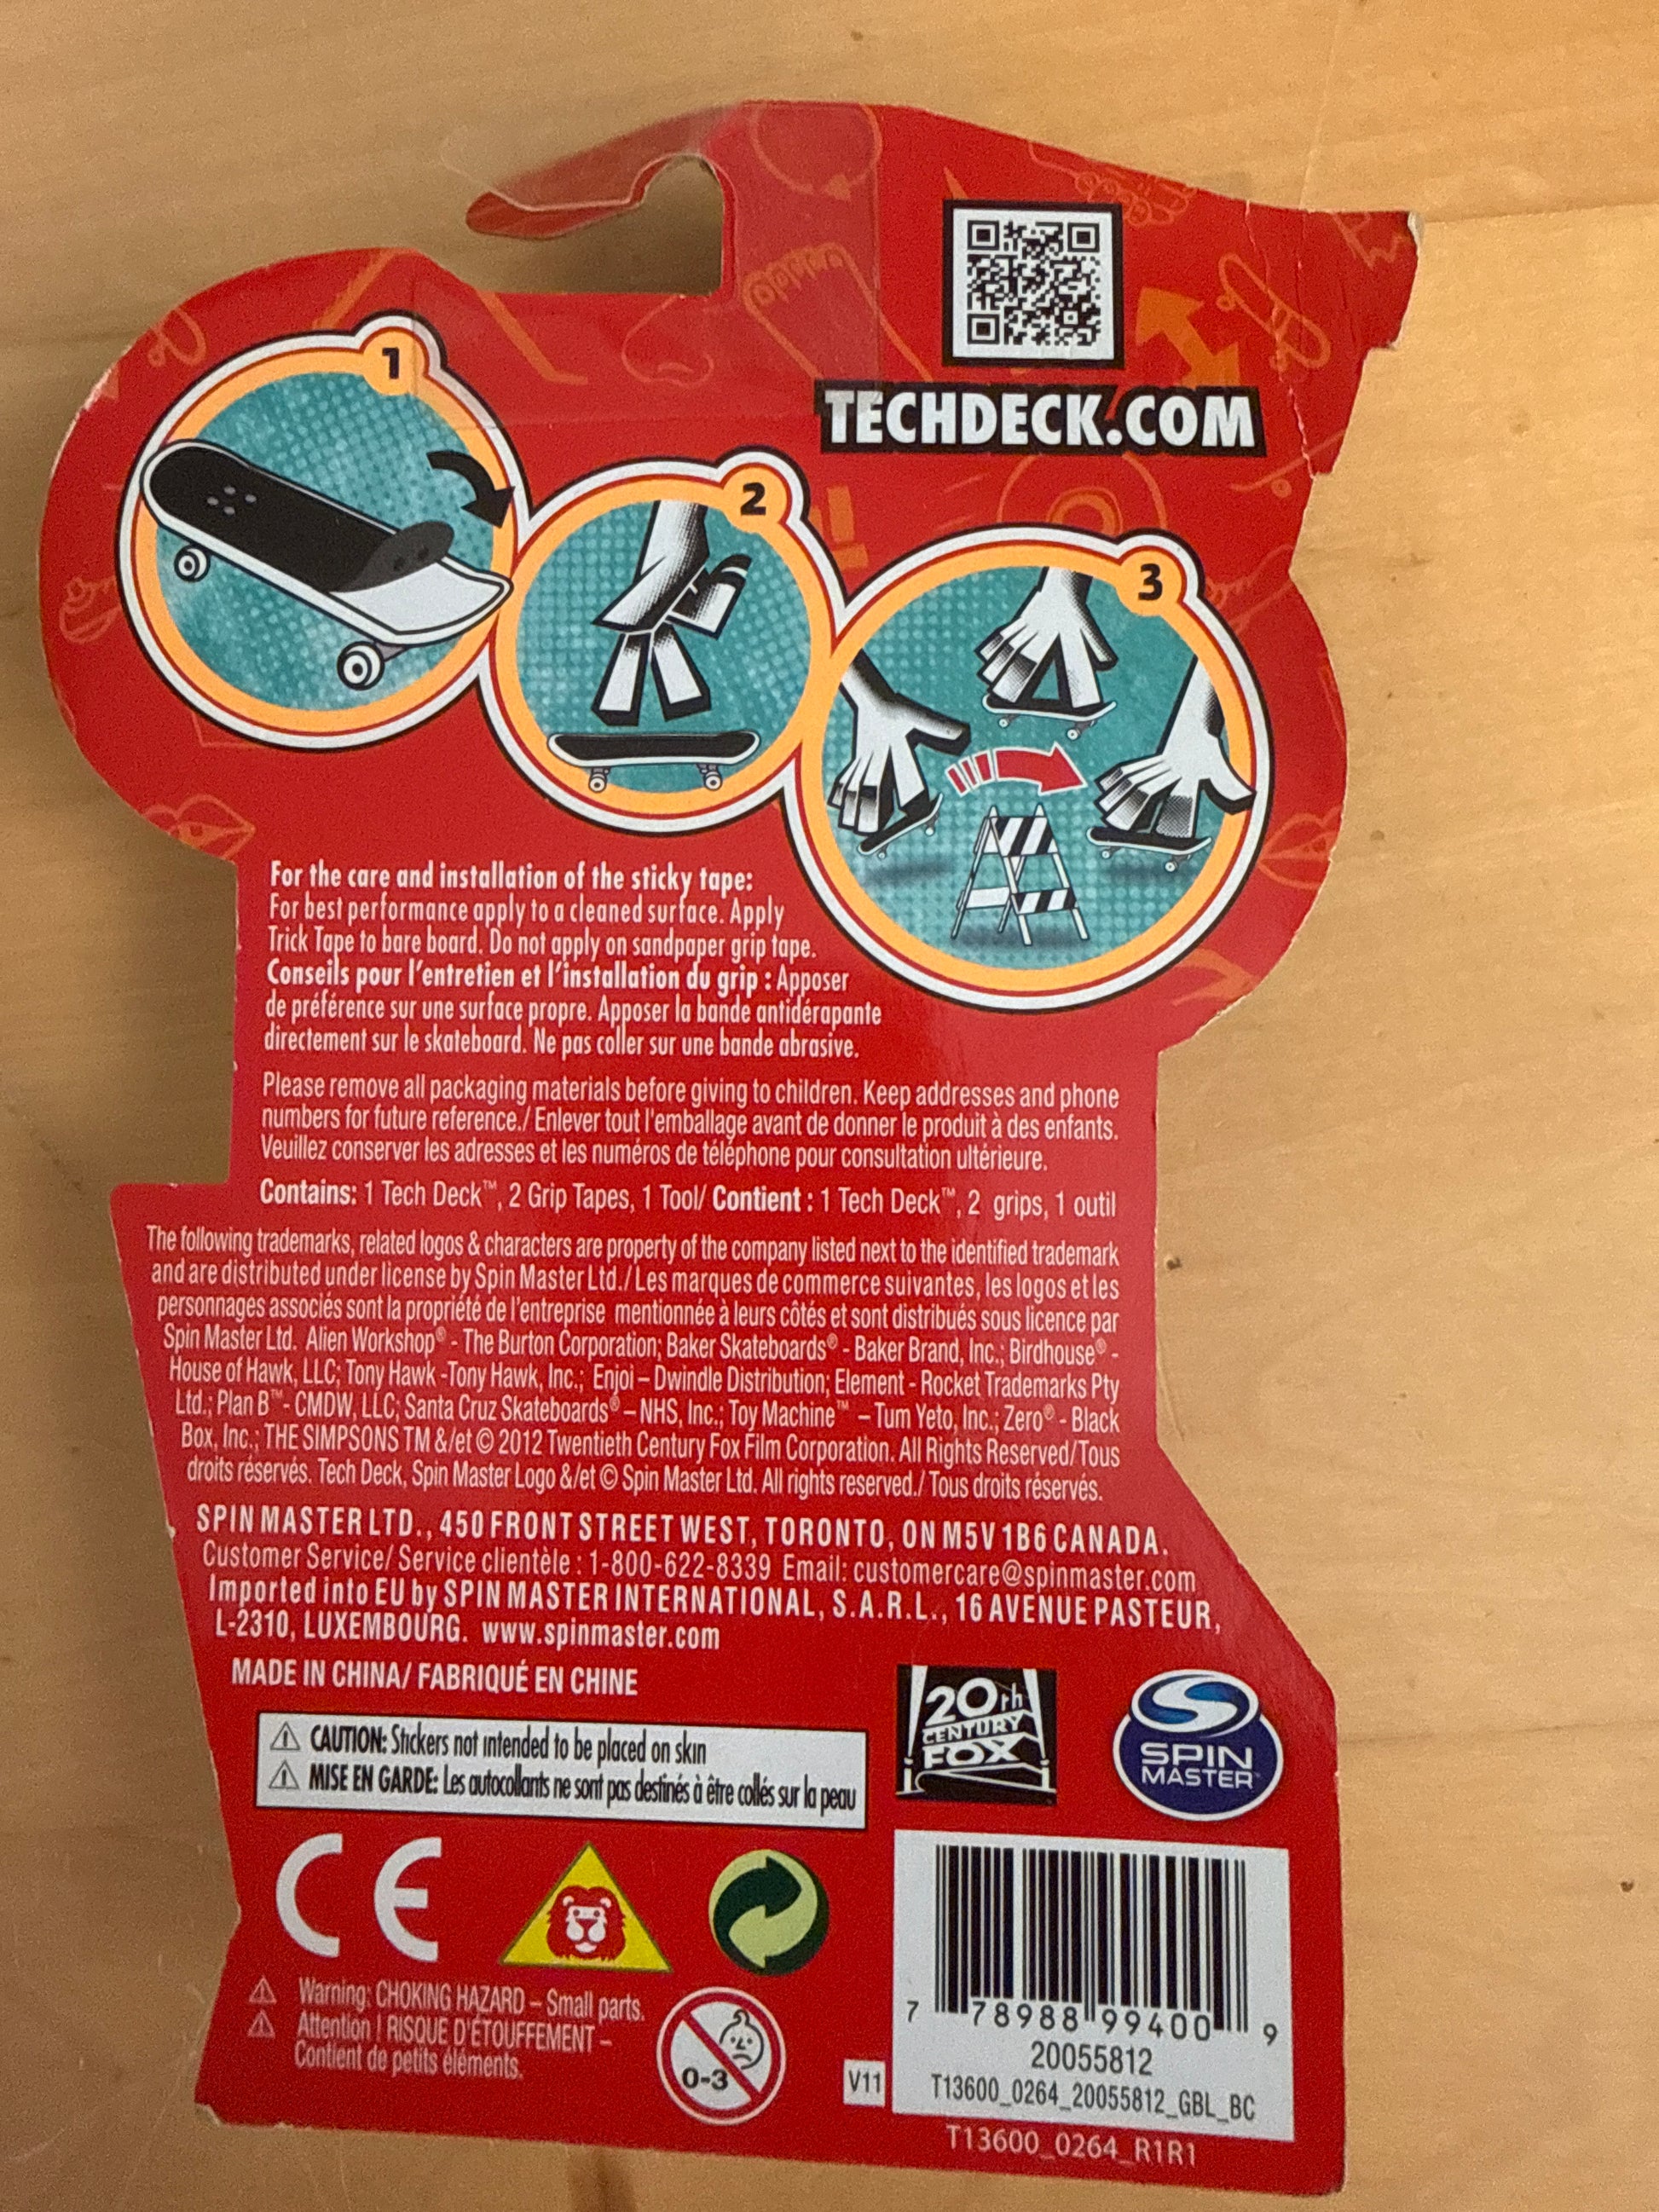 TECHDECK.COM
1
2
3
For the care and installation of the sticky tape:
For best performance apply to a cleaned surface. Apply
Trick Tape to bare board. Do not apply on sandpaper grip tape.
Conseils pour l'entretien et l'installation du grip : Apposer
de préférence sur une surface propre. Apposer la bande antidérapante
directement sur le skateboard. Ne pas coller sur une bande abrasive.
Please remove all packaging materials before giving to children. Keep addresses and phone
numbers for future reference./ Enlever tout l'emballage avant de donner le produit à des enfants.
Veuillez conserver les adresses et les numéros de téléphone pour consultation ultérieure.
Contains: 1 Tech Deck™, 2 Grip Tapes, 1 Tool/ Contient : 1 Tech Deck™, 2 grips, 1 outil
The following trademarks, related logos & characters are property of the company listed next to the identified trademark
and are distributed under license by Spin Master Ltd./ Les marques de commerce suivantes, les logos et les
personnages associés sont la propriété de l'entreprise mentionnée à leurs côtés et sont distribués sous licence par
Spin Master Ltd. Alien Workshop® - The Burton Corporation; Baker Skateboards® - Baker Brand, Inc.; Birdhouse® -
House of Hawk, LLC; Tony Hawk -Tony Hawk, Inc.; Enjoi – Dwindle Distribution; Element - Rocket Trademarks Pty
Ltd.; Plan B™ - CMDW, LLC; Santa Cruz Skateboards® – NHS, Inc.; Toy Machine™ – Tum Yeto, Inc.; Zero® - Black
Box, Inc.; THE SIMPSONS TM &/et © 2012 Twentieth Century Fox Film Corporation. All Rights Reserved/Tous
droits réservés. Tech Deck, Spin Master Logo &/et © Spin Master Ltd. All rights reserved./ Tous droits réservés.
SPIN MASTER LTD., 450 FRONT STREET WEST, TORONTO, ON M5V 1B6 CANADA.
Customer Service/ Service clientèle : 1-800-622-8339 Email: customercare@spinmaster.com
Imported into EU by SPIN MASTER INTERNATIONAL, S.A.R.L., 16 AVENUE PASTEUR,
L-2310, LUXEMBOURG. www.spinmaster.com
MADE IN CHINA/ FABRIQUÉ EN CHINE
CAUTION: Stickers not intended to be placed on skin
MISE EN GARDE: Les autocollants ne sont pas destinés à être collés sur la peau
20th
CENTURY
FOX
SPIN
MASTER™
CE
Warning: CHOKING HAZARD – Small parts.
Attention ! RISQUE D'ÉTOUFFEMENT –
Contient de petits éléments.
0-3
V11
7 78988 99400 9
20055812
T13600_0264_20055812_GBL_BC
T13600_0264_R1R1